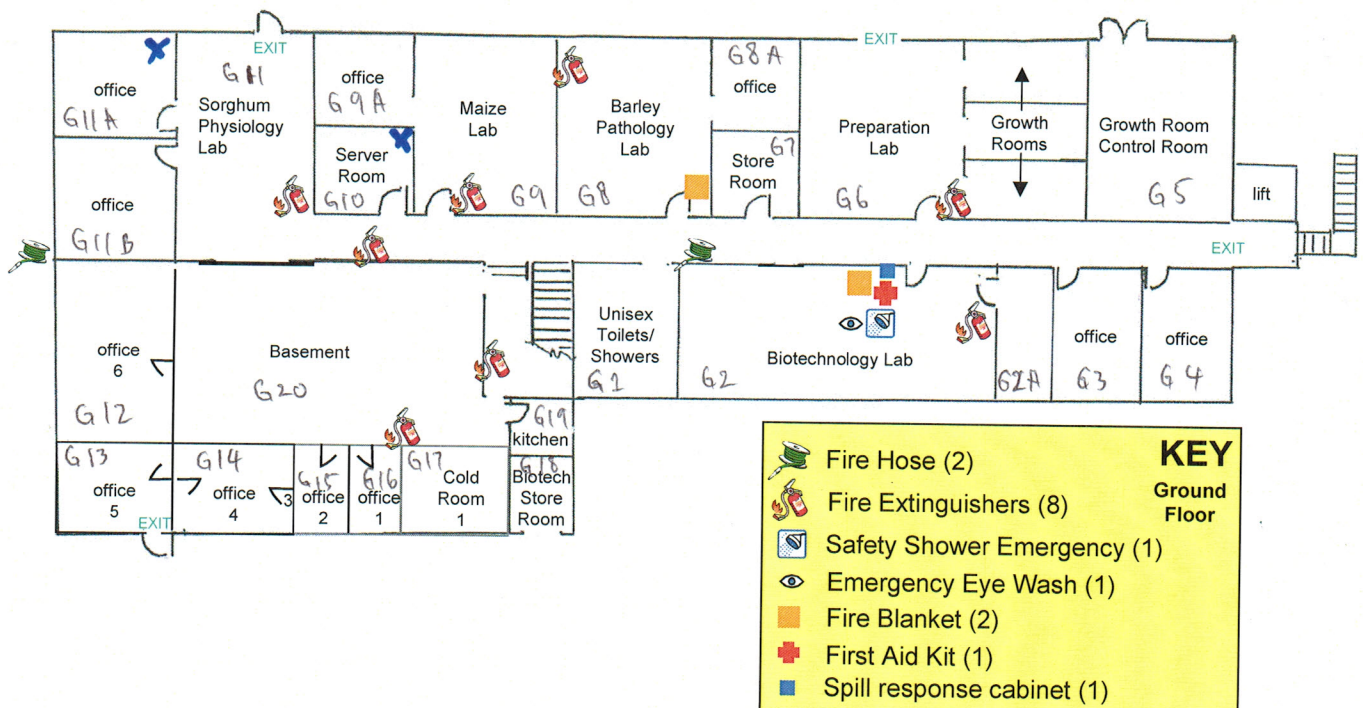 EXIT
EXIT
office
G11A
G11
Sorghum
Physiology
Lab
office
G9A
Server
Room
G10
Maize
Lab
G9
Barley
Pathology
Lab
G8
G8A
office
G7
Store
Room
Preparation
Lab
G6
Growth
Rooms
Growth Room
Control Room
G5
lift
office
G11B
EXIT
office
6
G12
Basement
G20
Unisex
Toilets/
Showers
G1
Biotechnology Lab
G2
G2A
office
G3
office
G4
G13
office
5
EXIT
G14
office
4
3
G15
office
2
G16
office
1
G17
Cold
Room
1
G19
kitchen
G18
Biotech
Store
Room
KEY
Ground
Floor
Fire Hose (2)
Fire Extinguishers (8)
Safety Shower Emergency (1)
Emergency Eye Wash (1)
Fire Blanket (2)
First Aid Kit (1)
Spill response cabinet (1)